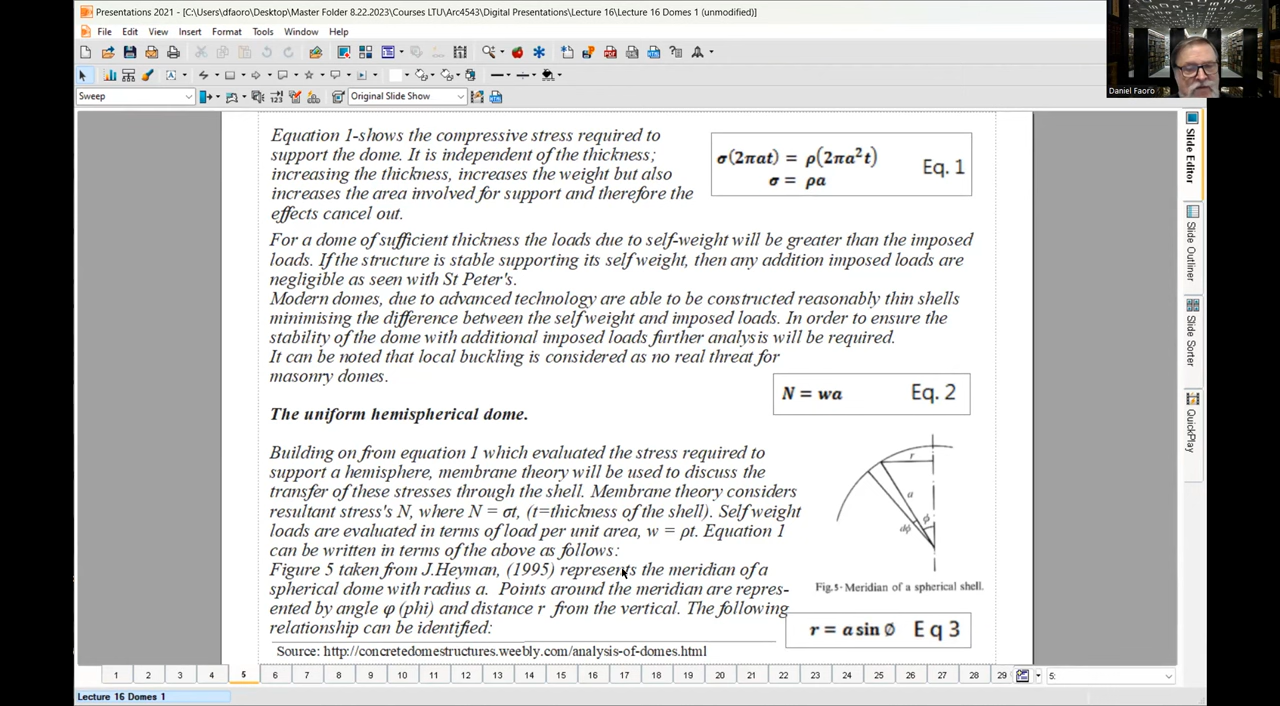 Presentations 2021 - [C:\Users\dfaoro\Desktop\Master Folder 8.22.2023\Courses LTU\Arc4543\Digital Presentations\Lecture 16\Lecture 16 Domes 1 (unmodified)]
File Edit View Insert Format Tools Window Help
Sweep
Original Slide Show
Daniel Faoro
Equation 1-shows the compressive stress required to
support the dome. It is independent of the thickness;
increasing the thickness, increases the weight but also
increases the area involved for support and therefore the
effects cancel out.
σ(2πat) = ρ(2πa²t)
σ = ρa
Eq. 1
For a dome of sufficient thickness the loads due to self-weight will be greater than the imposed
loads. If the structure is stable supporting its self weight, then any addition imposed loads are
negligible as seen with St Peter's.
Modern domes, due to advanced technology are able to be constructed reasonably thin shells
minimising the difference between the self weight and imposed loads. In order to ensure the
stability of the dome with additional imposed loads further analysis will be required.
It can be noted that local buckling is considered as no real threat for
masonry domes.
N = wa Eq. 2
The uniform hemispherical dome.
Building on from equation 1 which evaluated the stress required to
support a hemisphere, membrane theory will be used to discuss the
transfer of these stresses through the shell. Membrane theory considers
resultant stress's N, where N = σt, (t=thickness of the shell). Self weight
loads are evaluated in terms of load per unit area, w = ρt. Equation 1
can be written in terms of the above as follows:
Figure 5 taken from J.Heyman, (1995) represents the meridian of a
spherical dome with radius a. Points around the meridian are repres-
ented by angle φ (phi) and distance r from the vertical. The following
relationship can be identified:
r
a
φ
dφ
Fig.5· Meridian of a spherical shell.
r = a sin Ø E q 3
Source: http://concretedomestructures.weebly.com/analysis-of-domes.html
Slide Editor
Slide Outliner
Slide Sorter
QuickPlay
1 2 3 4 5 6 7 8 9 10 11 12 13 14 15 16 17 18 19 20 21 22 23 24 25 26 27 28 29
5:
Lecture 16 Domes 1